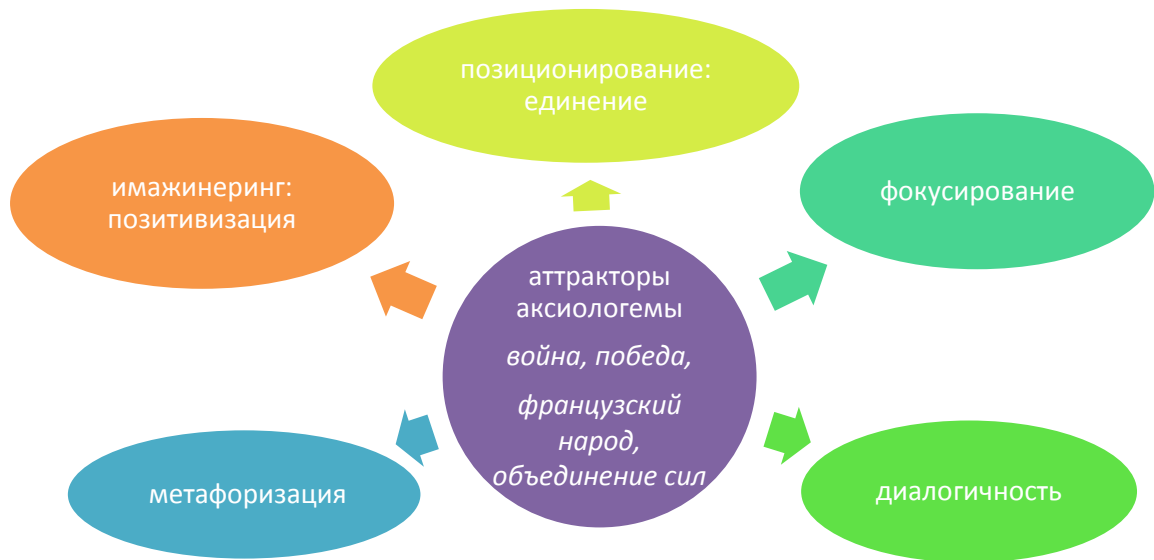 позиционирование:
единение
имажинеринг:
позитивизация
фокусирование
аттракторы
аксиологемы
война, победа,
французский
народ,
объединение сил
метафоризация
диалогичность